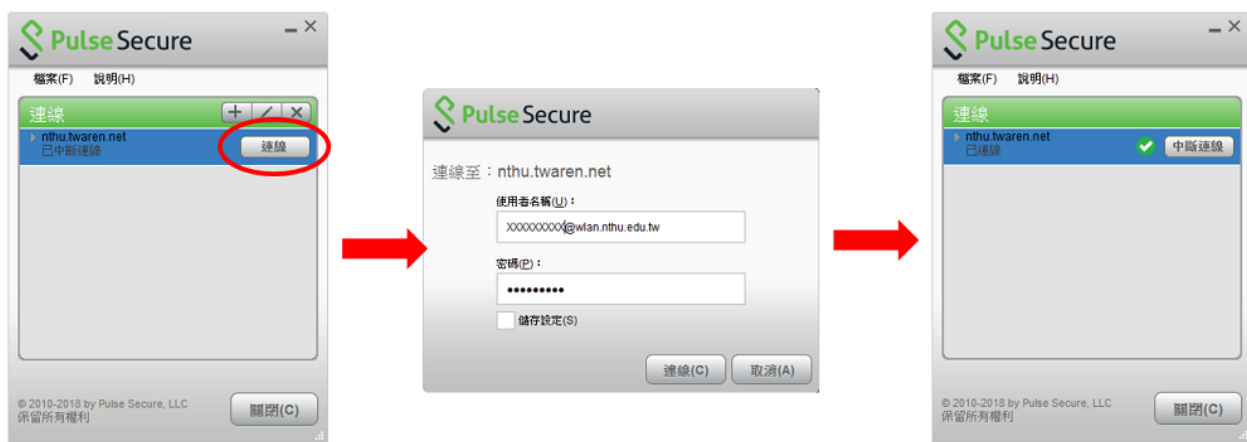 Pulse Secure
檔案(F) 說明(H)
連線
nthu.twaren.net
已中斷連線
連線
© 2010-2018 by Pulse Secure, LLC
保留所有權利
關閉(C)
Pulse Secure
連線至：nthu.twaren.net
使用者名稱(U)：
XXXXXXXXX@wlan.nthu.edu.tw
密碼(P)：
•••••••••
儲存設定(S)
連線(C) 取消(A)
Pulse Secure
檔案(F) 說明(H)
連線
nthu.twaren.net
已連線
中斷連線
© 2010-2018 by Pulse Secure, LLC
保留所有權利
關閉(C)